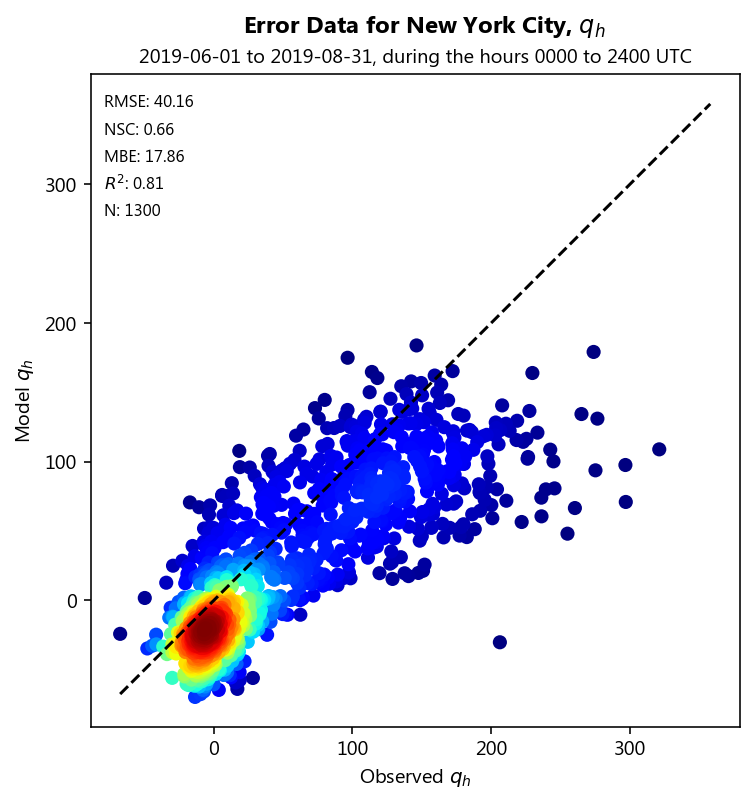 Error Data for New York City, $q_h$
2019-06-01 to 2019-08-31, during the hours 0000 to 2400 UTC
RMSE: 40.16
NSC: 0.66
MBE: 17.86
$R^2$: 0.81
N: 1300
Model $q_h$
300
200
100
0
0 100 200 300
Observed $q_h$